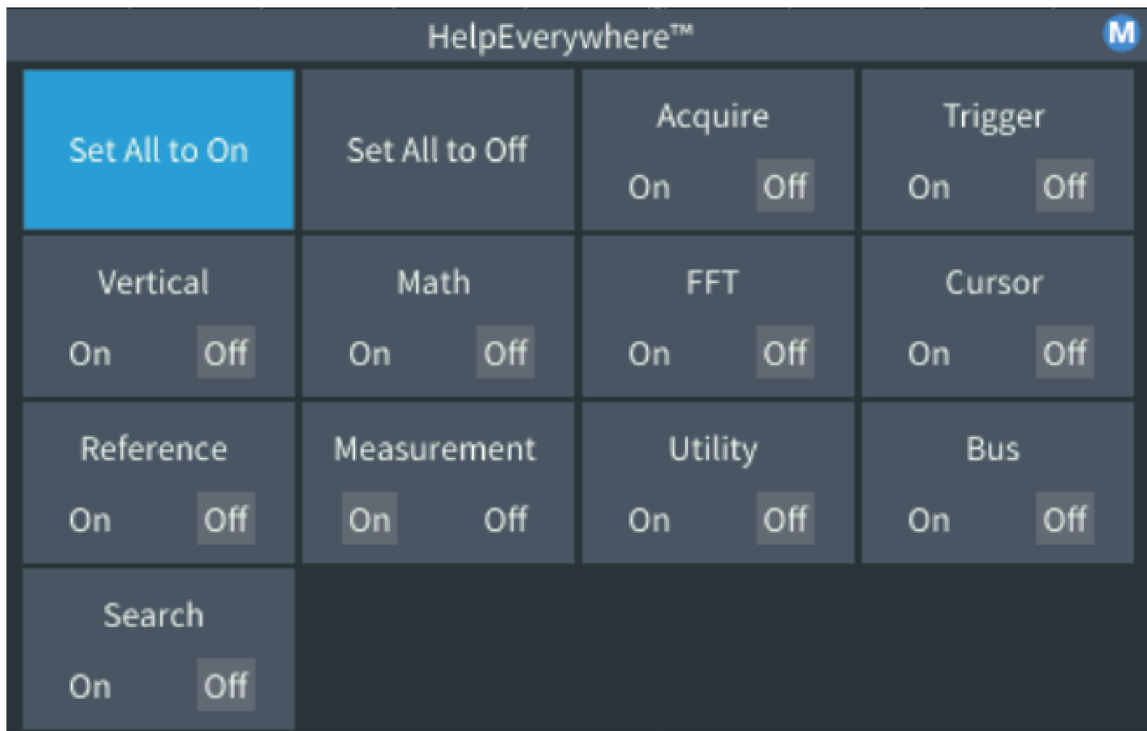 HelpEverywhere™ M
Set All to On
Set All to Off
Acquire
On Off
Trigger
On Off
Vertical
On Off
Math
On Off
FFT
On Off
Cursor
On Off
Reference
On Off
Measurement
On Off
Utility
On Off
Bus
On Off
Search
On Off